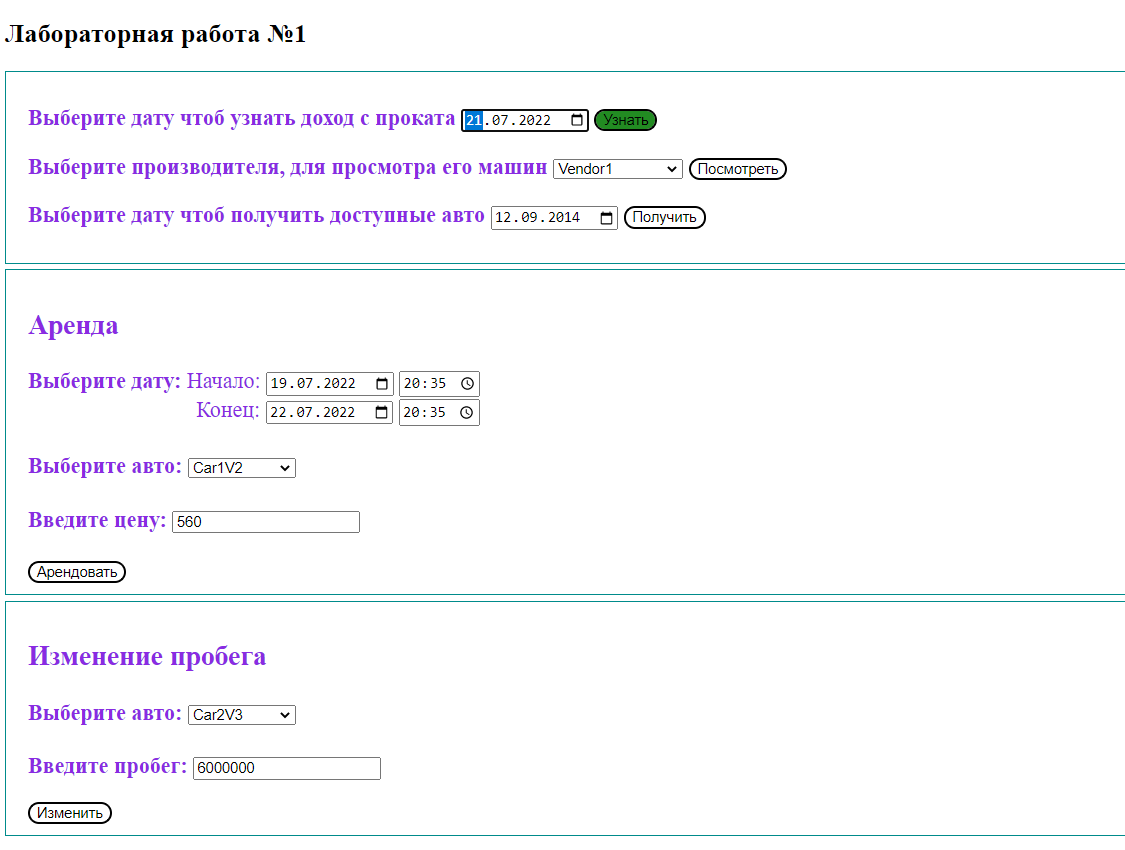 Лабораторная работа №1
Выберите дату чтоб узнать доход с проката 21.07.2022 Узнать
Выберите производителя, для просмотра его машин Vendor1 Посмотреть
Выберите дату чтоб получить доступные авто 12.09.2014 Получить
Аренда
Выберите дату: Начало: 19.07.2022 20:35
Конец: 22.07.2022 20:35
Выберите авто: Car1V2
Введите цену: 560
Арендовать
Изменение пробега
Выберите авто: Car2V3
Введите пробег: 6000000
Изменить